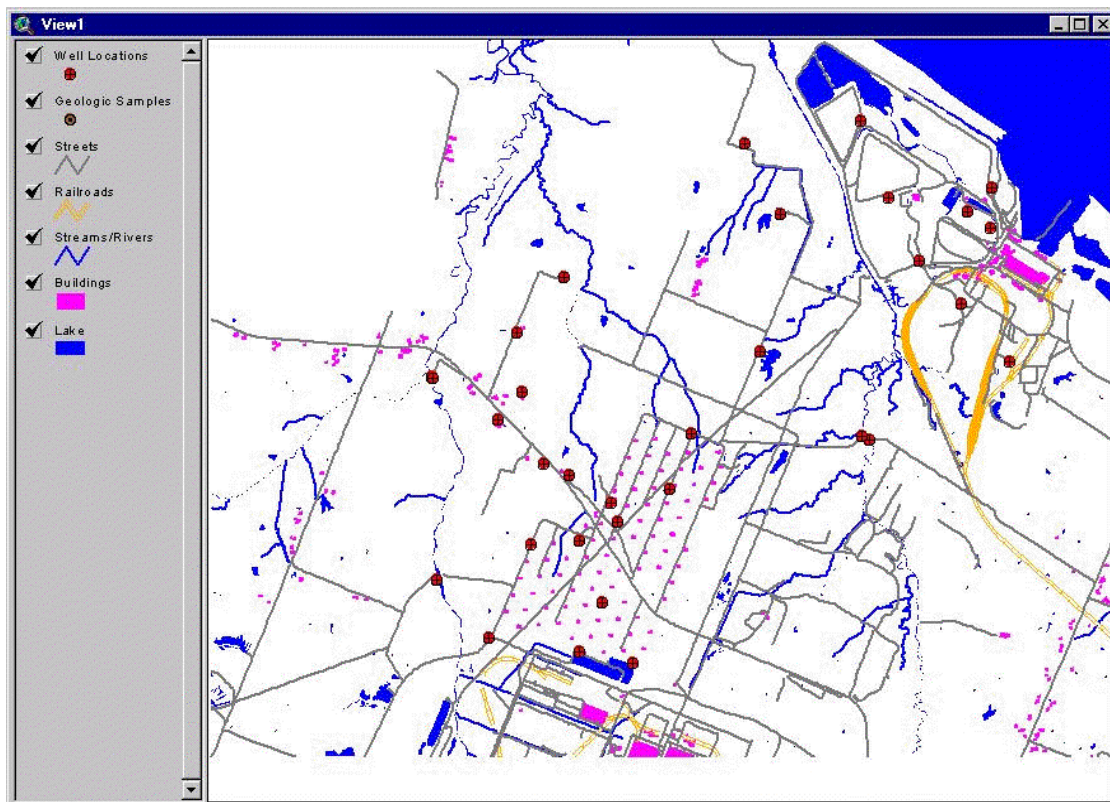 View1
Well Locations
Geologic Samples
Streets
Railroads
Streams/Rivers
Buildings
Lake